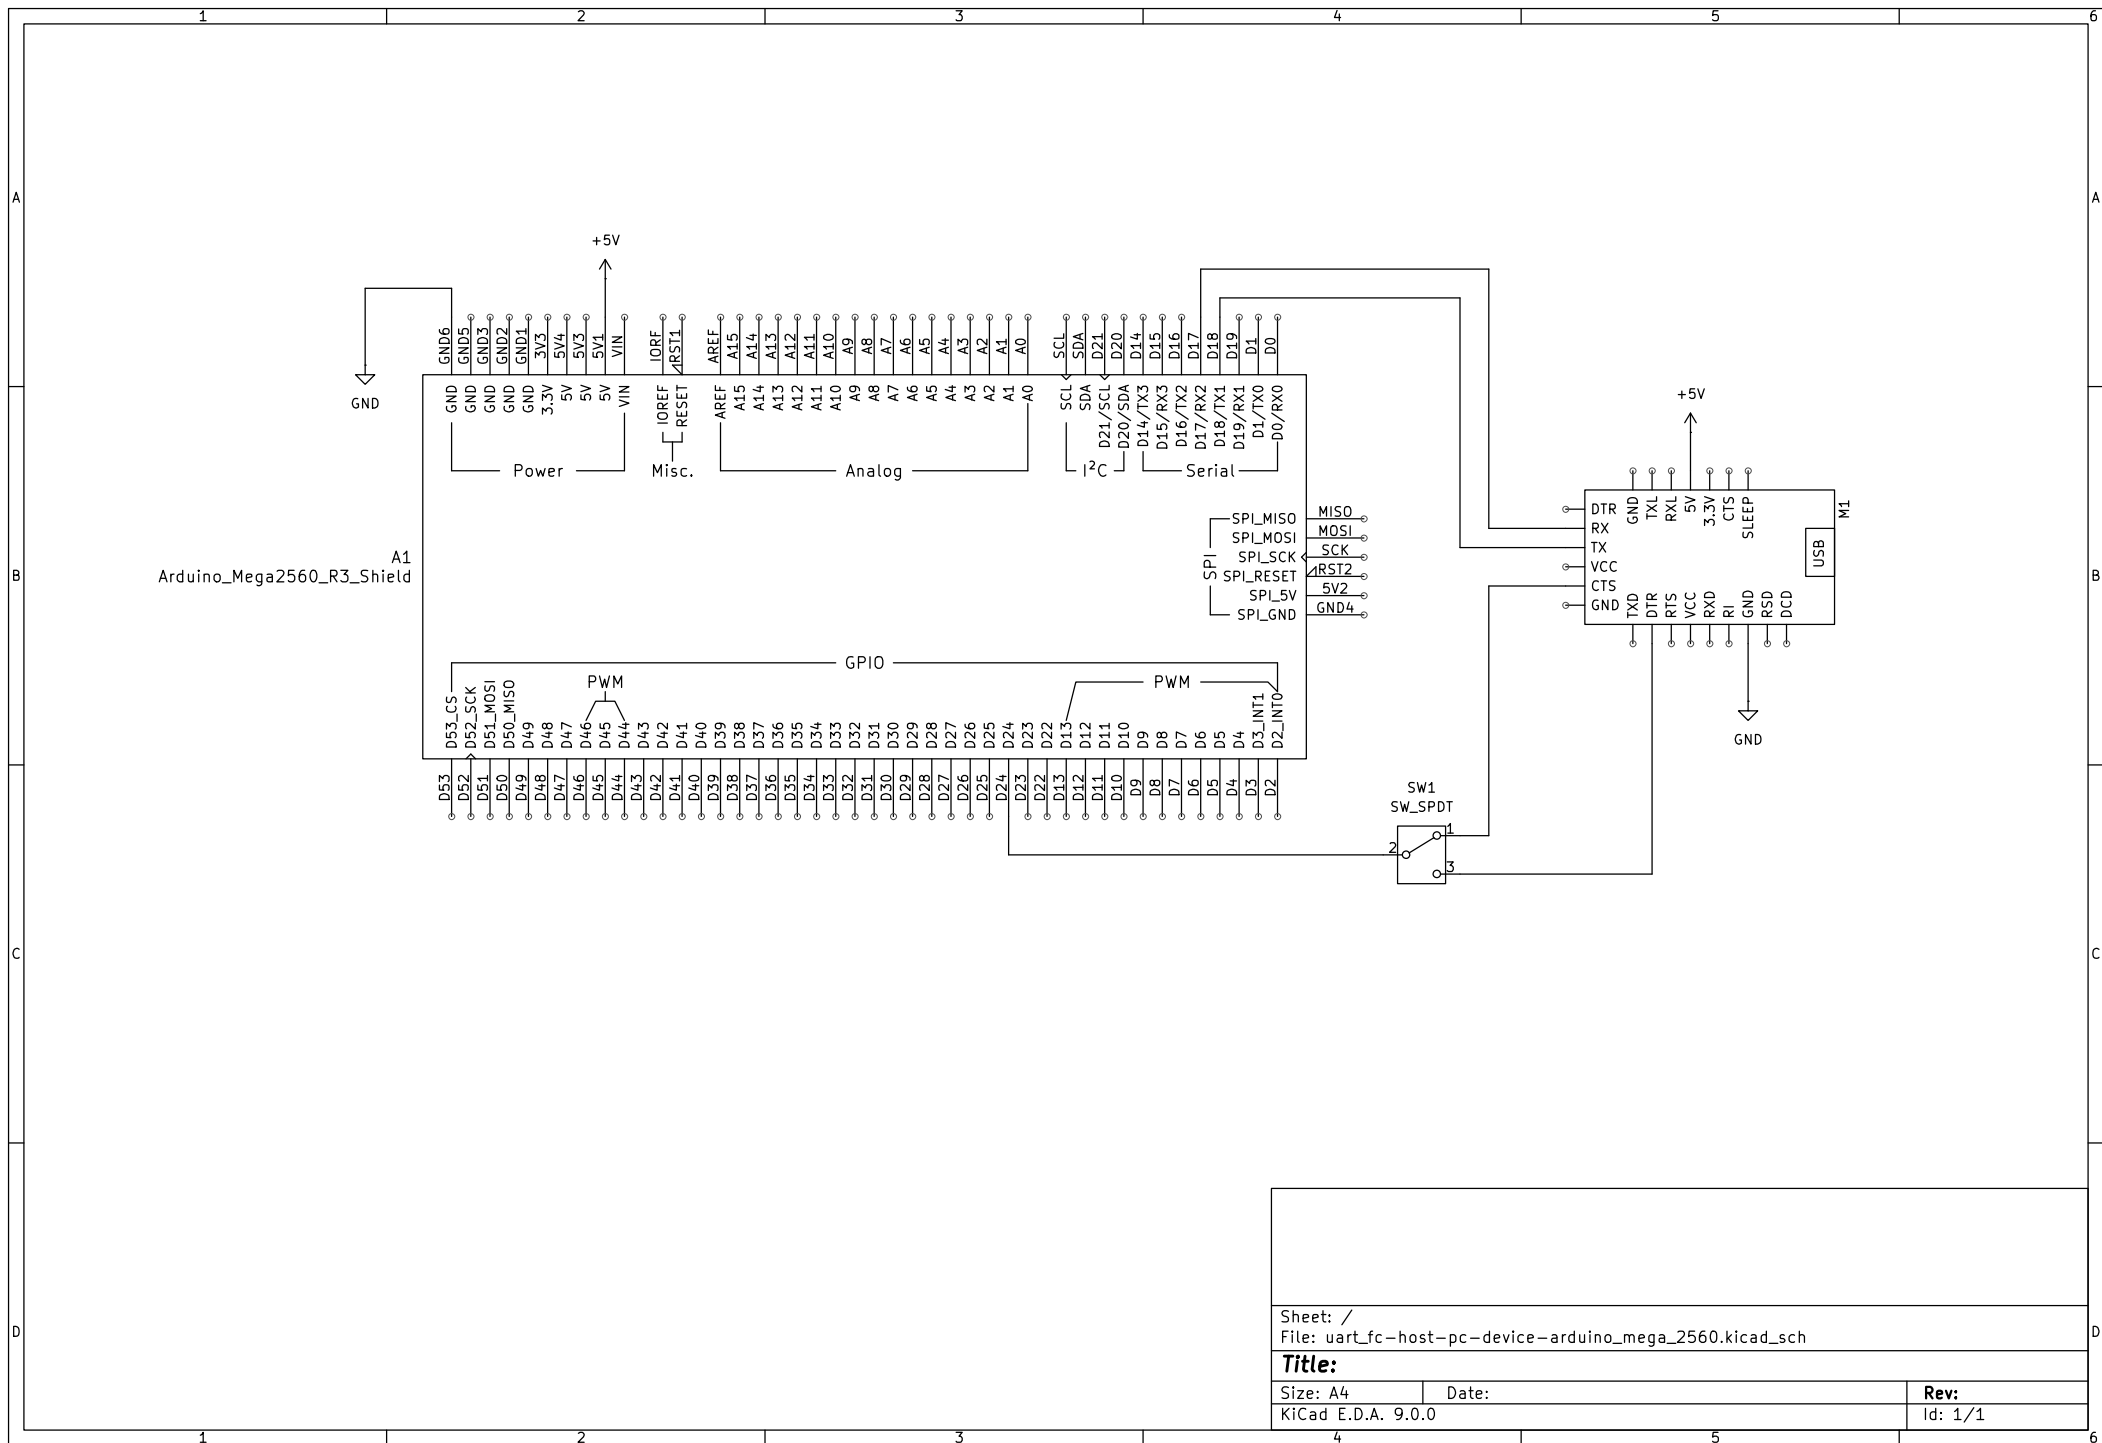 1 2 3 4 5 6
A A
B B
C C
D D
+5V
GND
GND6
GND5
GND3
GND2
GND1
3V3
5V4
5V3
5V1
VIN
IORF
RST1
AREF
A15
A14
A13
A12
A11
A10
A9
A8
A7
A6
A5
A4
A3
A2
A1
A0
SCL
SDA
D21
D20
D14
D15
D16
D17
D18
D19
D1
D0
GND
GND
GND
GND
GND
3.3V
5V
5V
5V
VIN
IOREF
RESET
AREF
A15
A14
A13
A12
A11
A10
A9
A8
A7
A6
A5
A4
A3
A2
A1
A0
SCL
SDA
D21/SCL
D20/SDA
D14/TX3
D15/RX3
D16/TX2
D17/RX2
D18/TX1
D19/RX1
D1/TX0
D0/RX0
Power
Misc.
Analog
I²C
Serial
A1
Arduino_Mega2560_R3_Shield
SPI
SPI_MISO MISO
SPI_MOSI MOSI
SPI_SCK SCK
SPI_RESET RST2
SPI_5V 5V2
SPI_GND GND4
GPIO
PWM
PWM
D53_CS
D52_SCK
D51_MOSI
D50_MISO
D49
D48
D47
D46
D45
D44
D43
D42
D41
D40
D39
D38
D37
D36
D35
D34
D33
D32
D31
D30
D29
D28
D27
D26
D25
D24
D23
D22
D13
D12
D11
D10
D9
D8
D7
D6
D5
D4
D3_INT1
D2_INT0
D53
D52
D51
D50
D49
D48
D47
D46
D45
D44
D43
D42
D41
D40
D39
D38
D37
D36
D35
D34
D33
D32
D31
D30
D29
D28
D27
D26
D25
D24
D23
D22
D13
D12
D11
D10
D9
D8
D7
D6
D5
D4
D3
D2
+5V
GND
TXL
RXL
5V
3.3V
CTS
SLEEP
M1
USB
DTR
RX
TX
VCC
CTS
GND
TXD
DTR
RTS
VCC
RXD
RI
GND
RSD
DCD
GND
SW1
SW_SPDT
1
2
3
Sheet: /
File: uart_fc-host-pc-device-arduino_mega_2560.kicad_sch
Title:
Size: A4 Date: Rev:
KiCad E.D.A. 9.0.0 Id: 1/1
1 2 3 4 5 6